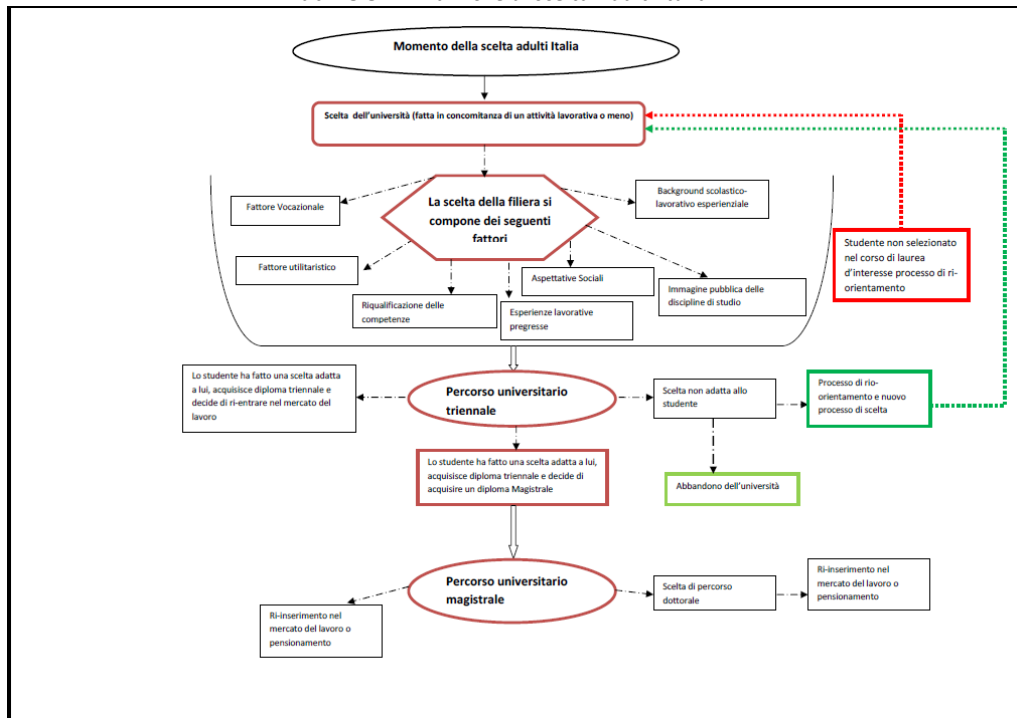 Momento della scelta adulti Italia
Scelta dell'università (fatta in concomitanza di un attività lavorativa o meno)
Fattore Vocazionale
La scelta della filiera si
compone dei seguenti
fattori
Background scolastico-
lavorativo esperienziale
Fattore utilitaristico
Riqualificazione delle
competenze
Esperienze lavorative
pregresse
Aspettative Sociali
Immagine pubblica delle
discipline di studio
Studente non selezionato
nel corso di laurea
d'interesse processo di ri-
orientamento
Lo studente ha fatto una scelta adatta
a lui, acquisisce diploma triennale e
decide di ri-entrare nel mercato del
lavoro
Percorso universitario
triennale
Scelta non adatta allo
studente
Processo di rio-
orientamento e nuovo
processo di scelta
Lo studente ha fatto una scelta adatta a lui,
acquisisce diploma triennale e decide di
acquisire un diploma Magistrale
Abbandono dell'università
Percorso universitario
magistrale
Scelta di percorso
dottorale
Ri-inserimento nel
mercato del lavoro o
pensionamento
Ri-inserimento nel
mercato del lavoro o
pensionamento